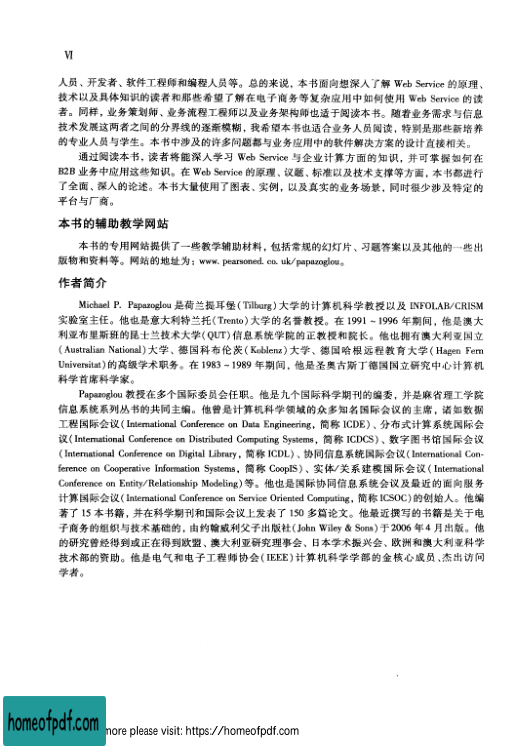 Ⅵ
人员、开发者、软件工程师和编程人员等。总的来说，本书面向想深入了解 Web Service 的原理、
技术以及具体知识的读者和那些希望了解在电子商务等复杂应用中如何使用 Web Service 的读
者。同样，业务策划师、业务流程工程师以及业务架构师也适于阅读本书。随着业务需求与信息
技术发展这两者之间的分界线的逐渐模糊，我希望本书也适合业务人员阅读，特别是那些新培养
的专业人员与学生。本书中涉及的许多问题都与业务应用中的软件解决方案的设计直接相关。
通过阅读本书，读者将能深入学习 Web Service 与企业计算方面的知识，并可掌握如何在
B2B 业务中应用这些知识。在 Web Service 的原理、议题、标准以及技术支撑等方面，本书都进行
了全面、深入的论述。本书大量使用了图表、实例，以及真实的业务场景，同时很少涉及特定的
平台与厂商。
本书的辅助教学网站
本书的专用网站提供了一些教学辅助材料，包括常规的幻灯片、习题答案以及其他的一些出
版物和资料等。网站的地址为：www. pearsoned. co. uk/papazoglou。
作者简介
Michael P. Papazoglou 是荷兰提耳堡(Tilburg)大学的计算机科学教授以及 INFOLAB/CRISM
实验室主任。他也是意大利特兰托(Trento)大学的名誉教授。在 1991 ~ 1996 年期间，他是澳大
利亚布里斯班的昆士兰技术大学(QUT)信息系统学院的正教授和院长。他也拥有澳大利亚国立
(Australian National)大学、德国科布伦茨(Koblenz)大学、德国哈根远程教育大学(Hagen Fern
Universitat)的高级学术职务。在 1983 ~ 1989 年期间，他是圣奥古斯丁德国国立研究中心计算机
科学首席科学家。
Papazoglou 教授在多个国际委员会任职。他是九个国际科学期刊的编委，并是麻省理工学院
信息系统系列丛书的共同主编。他曾是计算机科学领域的众多知名国际会议的主席，诸如数据
工程国际会议(International Conference on Data Engineering，简称 ICDE)、分布式计算系统国际会
议(International Conference on Distributed Computing Systems，简称 ICDCS)、数字图书馆国际会议
(International Conference on Digital Library，简称 ICDL)、协同信息系统国际会议(International Con-
ference on Cooperative Information Systems，简称 CoopIS)、实体/关系建模国际会议(International
Conference on Entity/Relationship Modeling)等。他也是国际协同信息系统会议及最近的面向服务
计算国际会议(International Conference on Service Oriented Computing，简称 ICSOC)的创始人。他编
著了 15 本书籍，并在科学期刊和国际会议上发表了 150 多篇论文。他最近撰写的书籍是关于电
子商务的组织与技术基础的，由约翰威利父子出版社(John Wiley & Sons)于 2006 年 4 月出版。他
的研究曾经得到或正在得到欧盟、澳大利亚研究理事会、日本学术振兴会、欧洲和澳大利亚科学
技术部的资助。他是电气和电子工程师协会(IEEE)计算机科学学部的金核心成员、杰出访问
学者。
homeofpdf.com
more please visit: https://homeofpdf.com